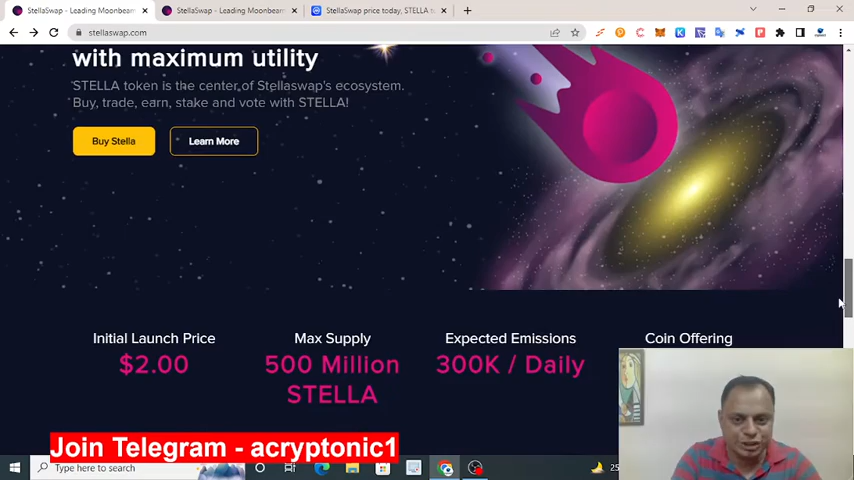 StellaSwap - Leading Moonbeam
StellaSwap - Leading Moonbeam
StellaSwap price today, STELLA t
stellaswap.com
with maximum utility
STELLA token is the center of Stellaswap's ecosystem.
Buy, trade, earn, stake and vote with STELLA!
Buy Stella
Learn More
Initial Launch Price
Max Supply
Expected Emissions
Coin Offering
$2.00
500 Million
STELLA
300K / Daily
Join Telegram - acryptonic1
Type here to search
25